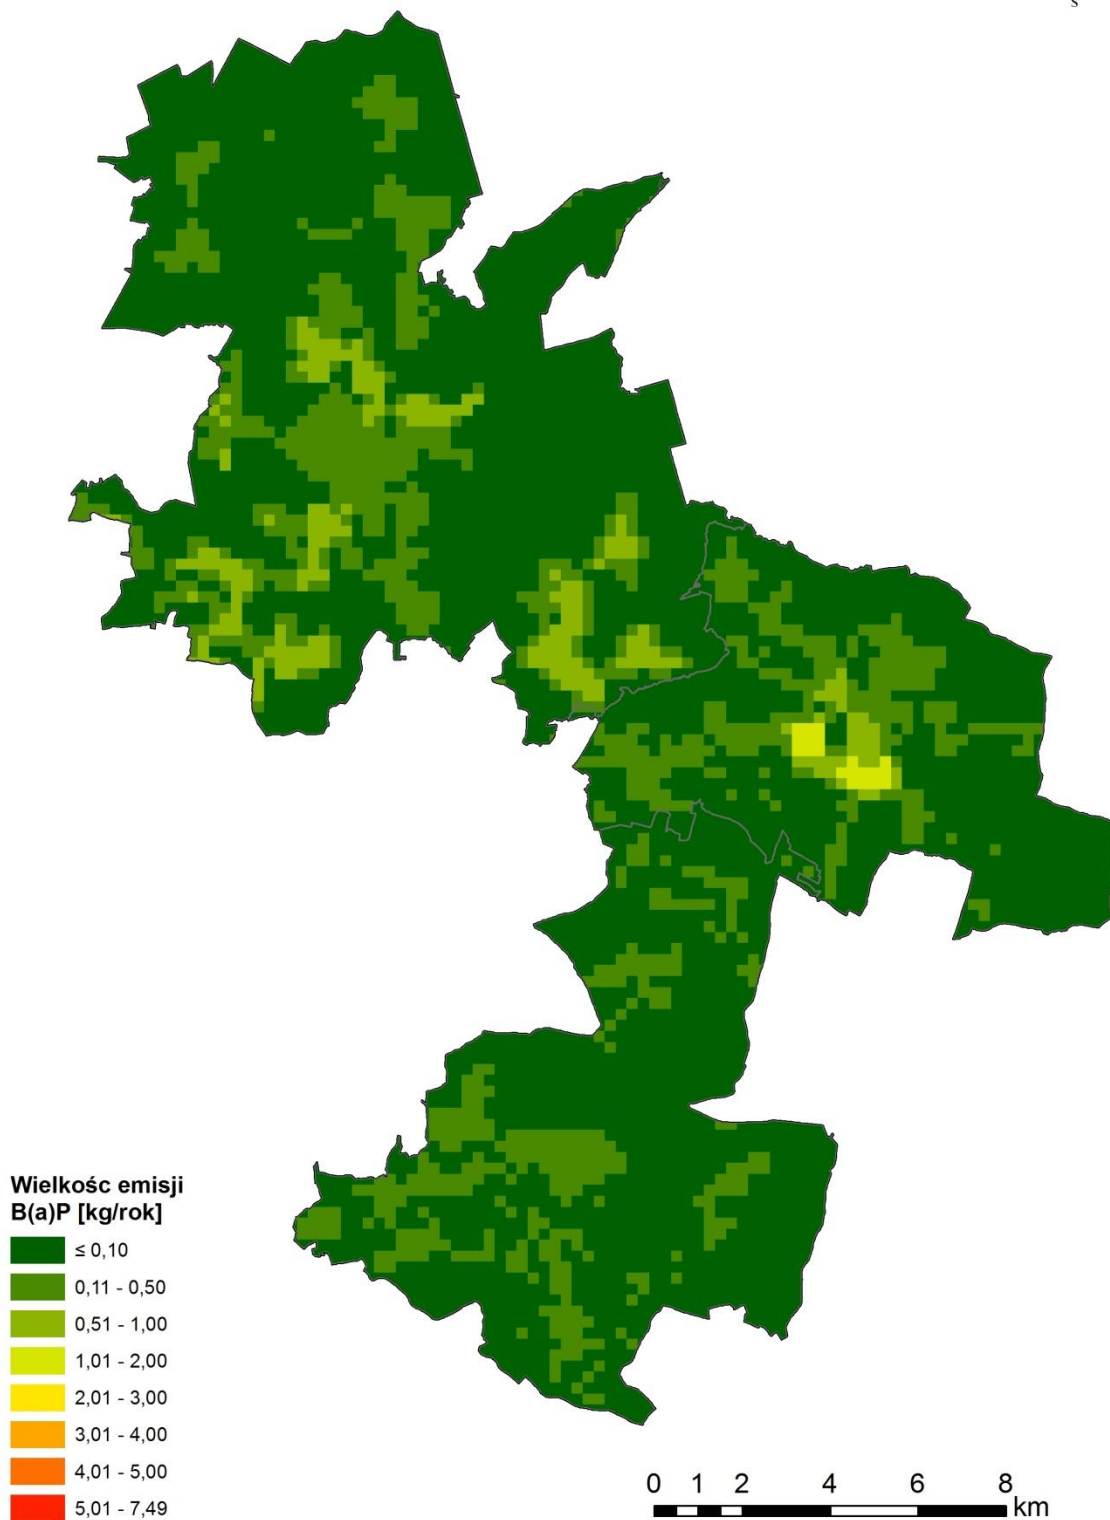 s
Wielkośc emisji
B(a)P [kg/rok]
≤ 0,10
0,11 - 0,50
0,51 - 1,00
1,01 - 2,00
2,01 - 3,00
3,01 - 4,00
4,01 - 5,00
5,01 - 7,49
0 1 2 4 6 8
km